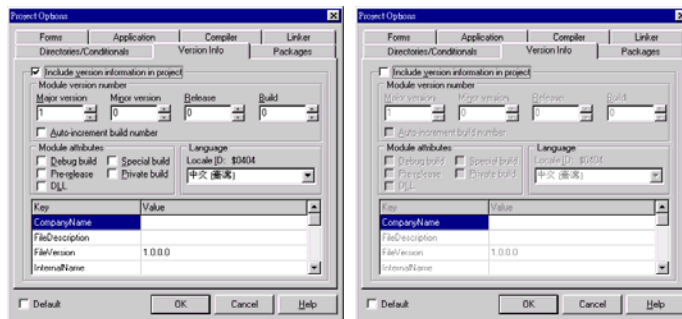 Project Options
Forms Application Compiler Linker
Directories/Conditionals Version Info Packages
Include version information in project
Module version number
Major version Minor version Release Build
1 0 0 0
Auto-increment build number
Module attributes
Debug build Special build
Pre-release Private build
DLL
Language
Locale ID: $0404
中文 (臺灣)
Key Value
CompanyName
FileDescription
FileVersion 1.0.0.0
InternalName
Default OK Cancel Help
Project Options
Forms Application Compiler Linker
Directories/Conditionals Version Info Packages
Include version information in project
Module version number
Major version Minor version Release Build
1 0 0 0
Auto-increment build number
Module attributes
Debug build Special build
Pre-release Private build
DLL
Language
Locale ID: $0404
中文 (臺灣)
Key Value
CompanyName
FileDescription
FileVersion 1.0.0.0
InternalName
Default OK Cancel Help